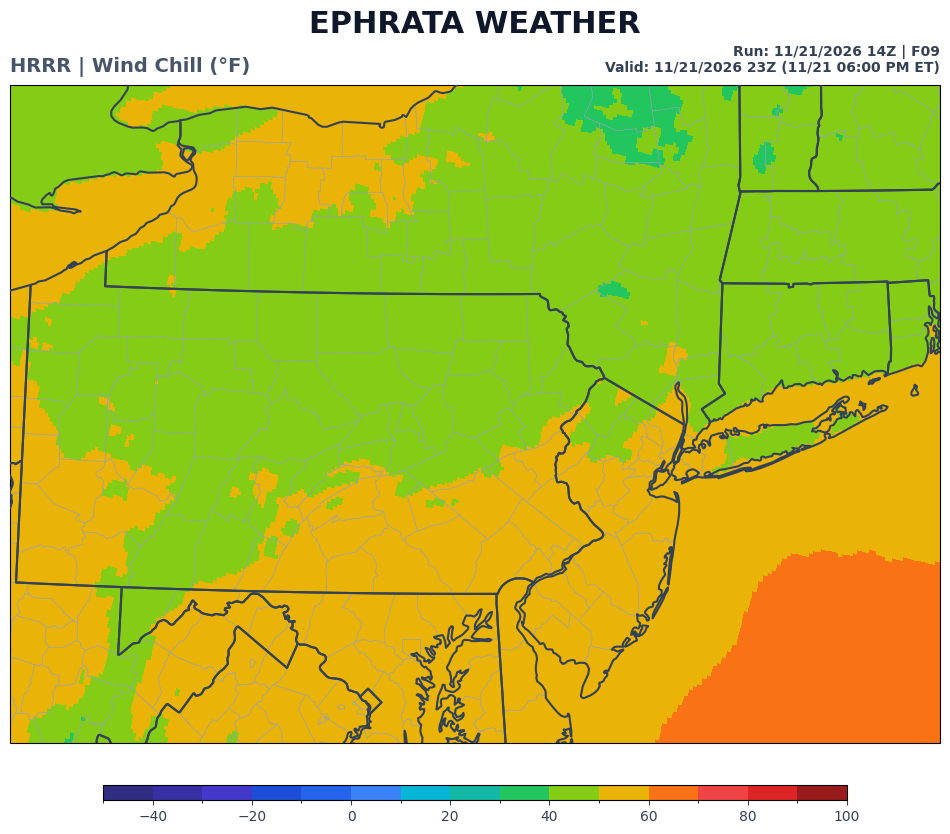 EPHRATA WEATHER
HRRR | Wind Chill (°F)
Run: 11/21/2026 14Z | F09
Valid: 11/21/2026 23Z (11/21 06:00 PM ET)
−40 −20 0 20 40 60 80 100